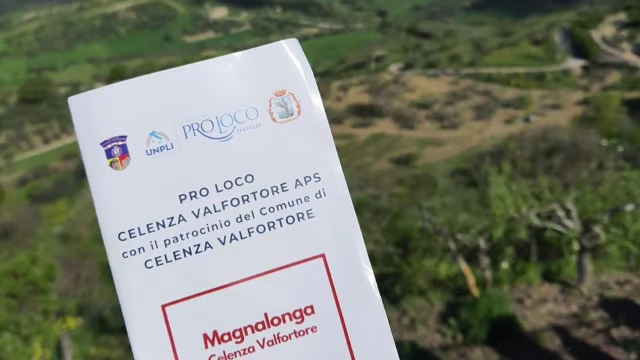 UNPLI
PRO LOCO
D'ITALIA
PRO LOCO
CELENZA VALFORTORE APS
con il patrocinio del Comune di
CELENZA VALFORTORE
Magnalonga
Celenza Valfortore